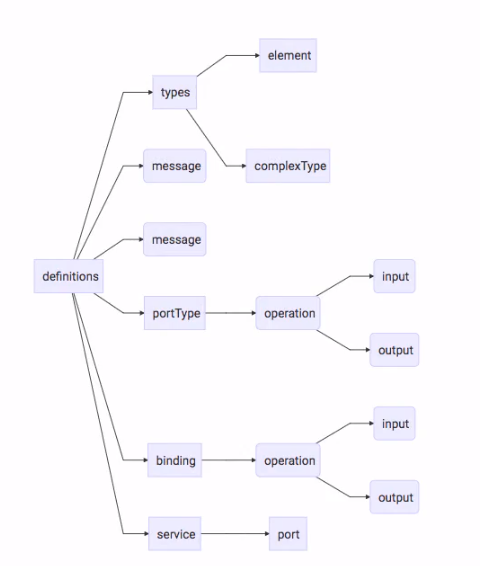 element
types
message
complexType
message
definitions
input
portType
operation
output
input
binding
operation
output
service
port